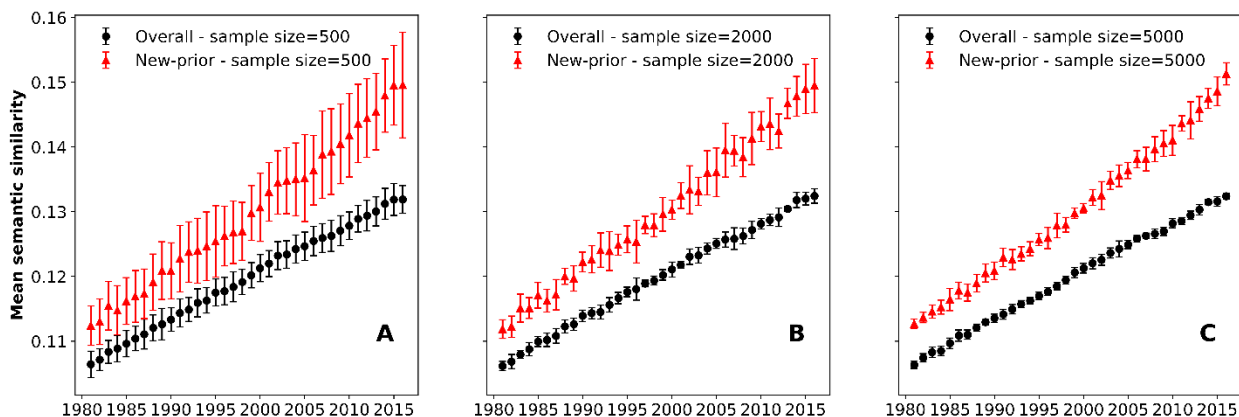 Overall - sample size=500
New-prior - sample size=500
Overall - sample size=2000
New-prior - sample size=2000
Overall - sample size=5000
New-prior - sample size=5000
Mean semantic similarity
0.16
0.15
0.14
0.13
0.12
0.11
A
B
C
1980 1985 1990 1995 2000 2005 2010 2015
1980 1985 1990 1995 2000 2005 2010 2015
1980 1985 1990 1995 2000 2005 2010 2015